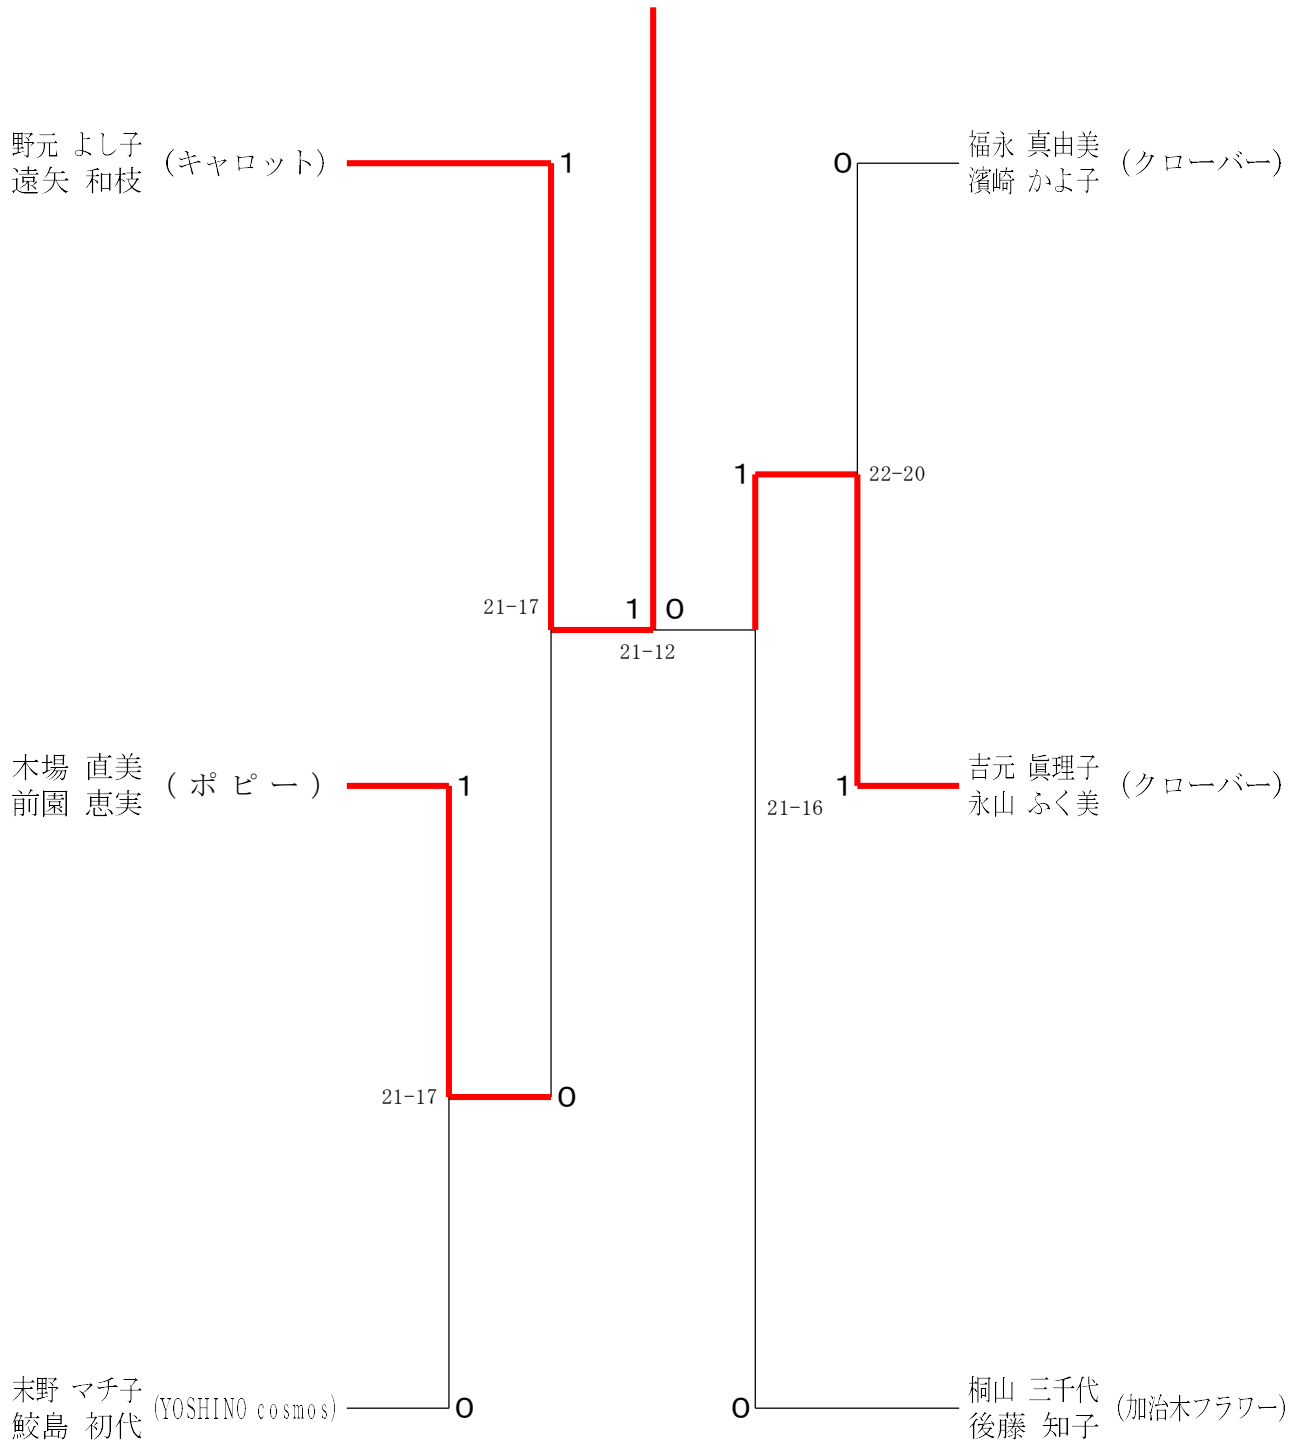 野元 よし子
遠矢 和枝
(キャロット)
1
0
福永 真由美
濱崎 かよ子
(クローバー)
1
22-20
21-17
1
0
21-12
木場 直美
前園 恵実
(ポピー)
1
21-16
1
吉元 眞理子
永山 ふく美
(クローバー)
21-17
0
末野 マチ子
鮫島 初代
(YOSHINO cosmos)
0
0
桐山 三千代
後藤 知子
(加治木フラワー)